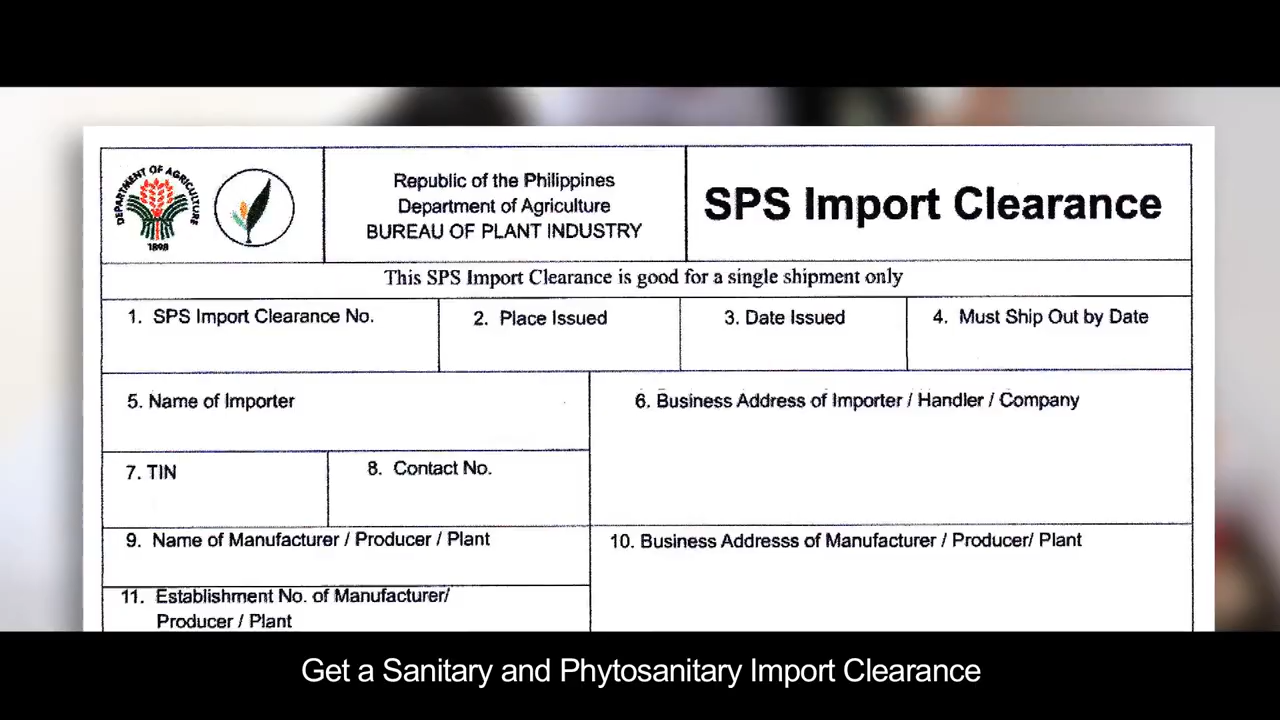 DEPARTMENT OF AGRICULTURE
1898
Republic of the Philippines
Department of Agriculture
BUREAU OF PLANT INDUSTRY
SPS Import Clearance
This SPS Import Clearance is good for a single shipment only
1. SPS Import Clearance No.
2. Place Issued
3. Date Issued
4. Must Ship Out by Date
5. Name of Importer
6. Business Address of Importer / Handler / Company
7. TIN
8. Contact No.
9. Name of Manufacturer / Producer / Plant
10. Business Addresss of Manufacturer / Producer/ Plant
11. Establishment No. of Manufacturer/
Producer / Plant
Get a Sanitary and Phytosanitary Import Clearance